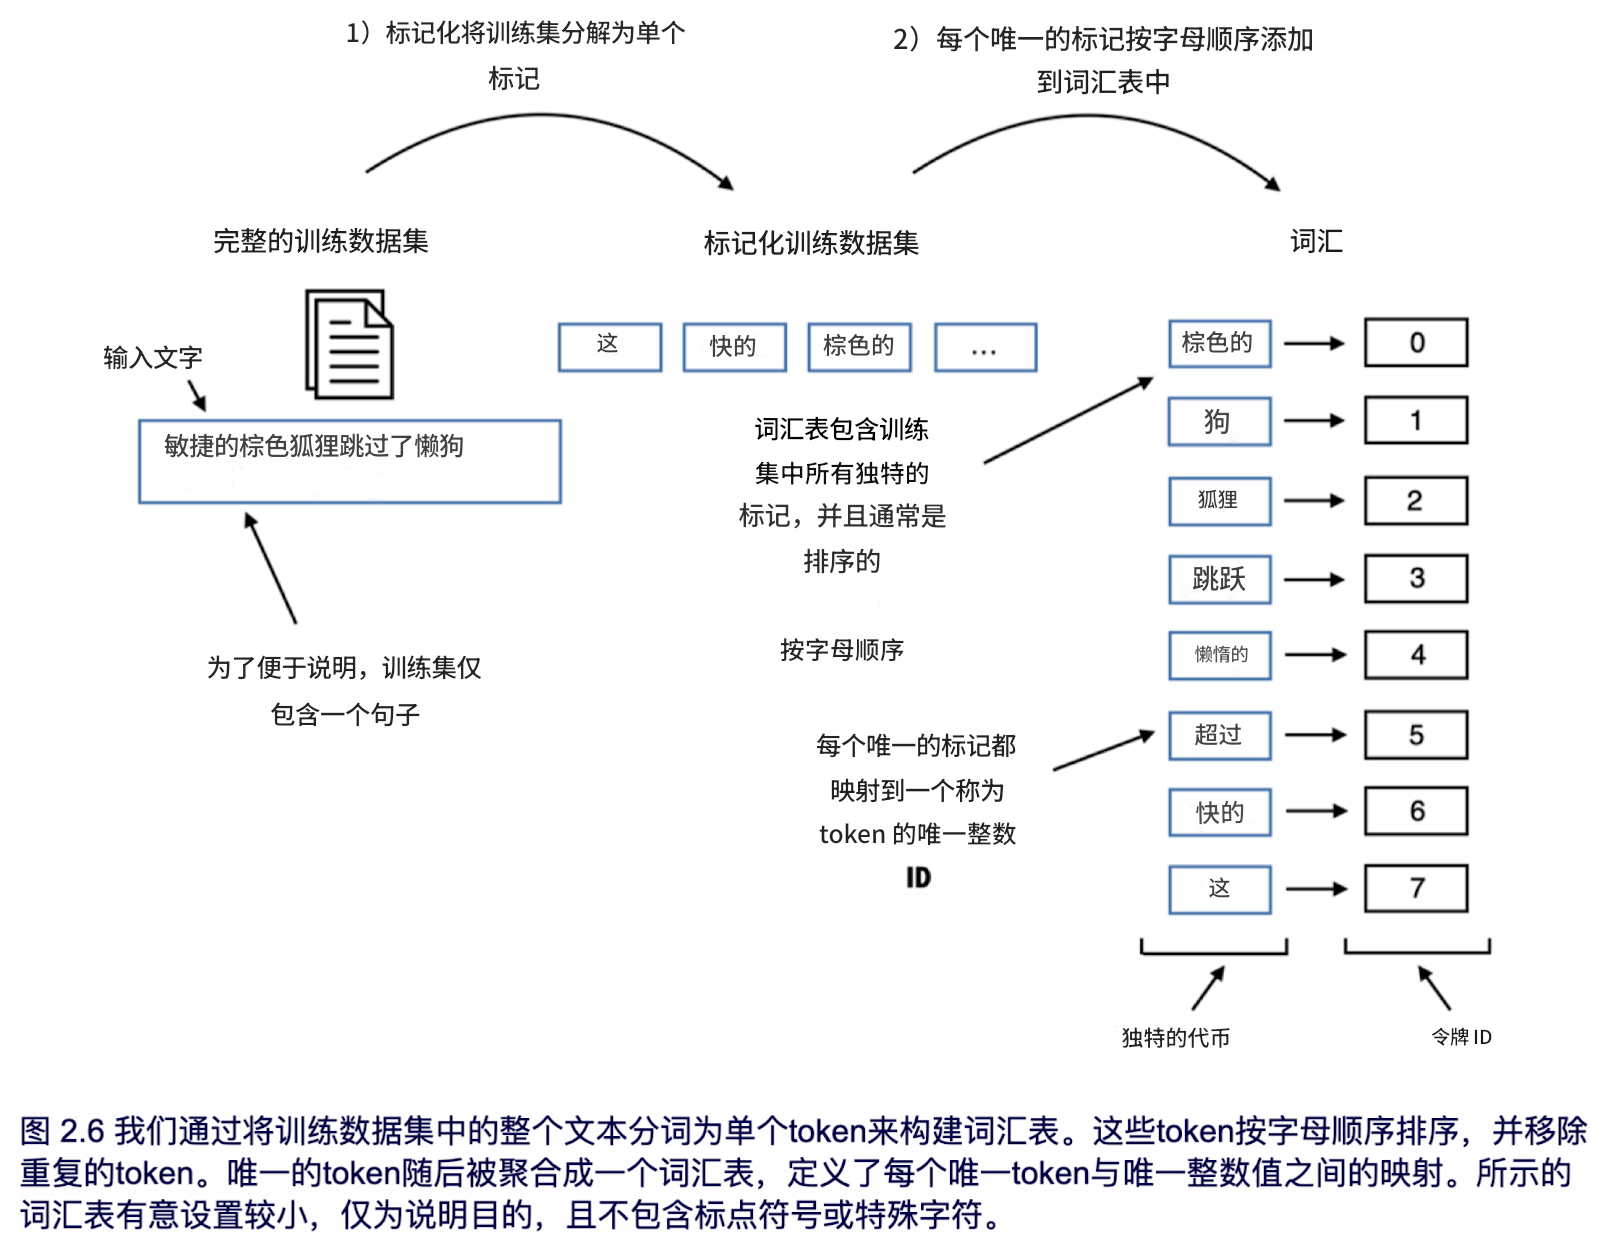 1）标记化将训练集分解为单个
标记
2）每个唯一的标记按字母顺序添加
到词汇表中
完整的训练数据集
标记化训练数据集
词汇
输入文字
敏捷的棕色狐狸跳过了懒狗
为了便于说明，训练集仅
包含一个句子
这
快的
棕色的
...
词汇表包含训练
集中所有独特的
标记，并且通常是
排序的
按字母顺序
每个唯一的标记都
映射到一个称为
token 的唯一整数
ID
棕色的 0
狗 1
狐狸 2
跳跃 3
懒惰的 4
超过 5
快的 6
这 7
独特的代币
令牌 ID
图 2.6 我们通过将训练数据集中的整个文本分词为单个token来构建词汇表。这些token按字母顺序排序，并移除
重复的token。唯一的token随后被聚合成一个词汇表，定义了每个唯一token与唯一整数值之间的映射。所示的
词汇表有意设置较小，仅为说明目的，且不包含标点符号或特殊字符。